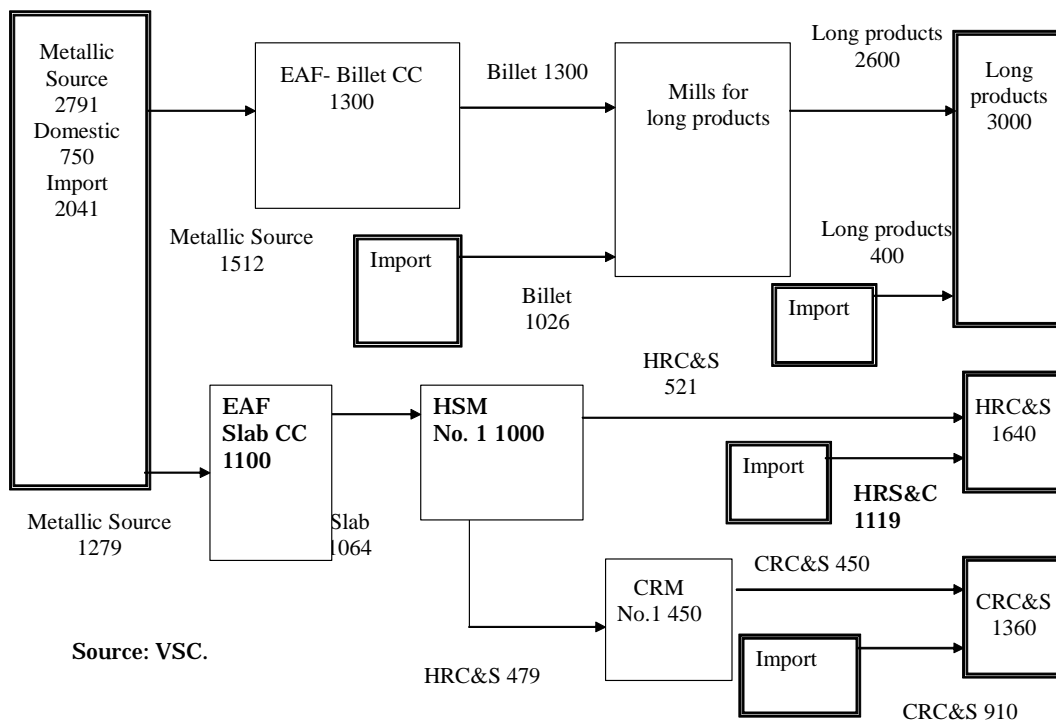 Metallic
Source
2791
Domestic
750
Import
2041
EAF- Billet CC
1300
Billet 1300
Mills for
long products
Long products
2600
Long
products
3000
Metallic Source
1512
Import
Billet
1026
Long products
400
Import
EAF
Slab CC
1100
HSM
No. 1 1000
HRC&S
521
HRC&S
1640
Import
HRS&C
1119
Metallic Source
1279
Slab
1064
CRM
No.1 450
CRC&S 450
CRC&S
1360
Import
Source: VSC.
HRC&S 479
CRC&S 910